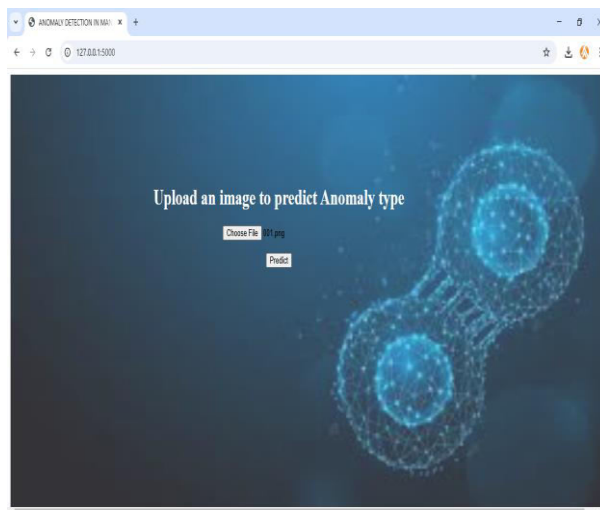 ANOMALY DETECTION IN MAN
127.0.0.1:5000
Upload an image to predict Anomaly type
Choose File 001.png
Predict